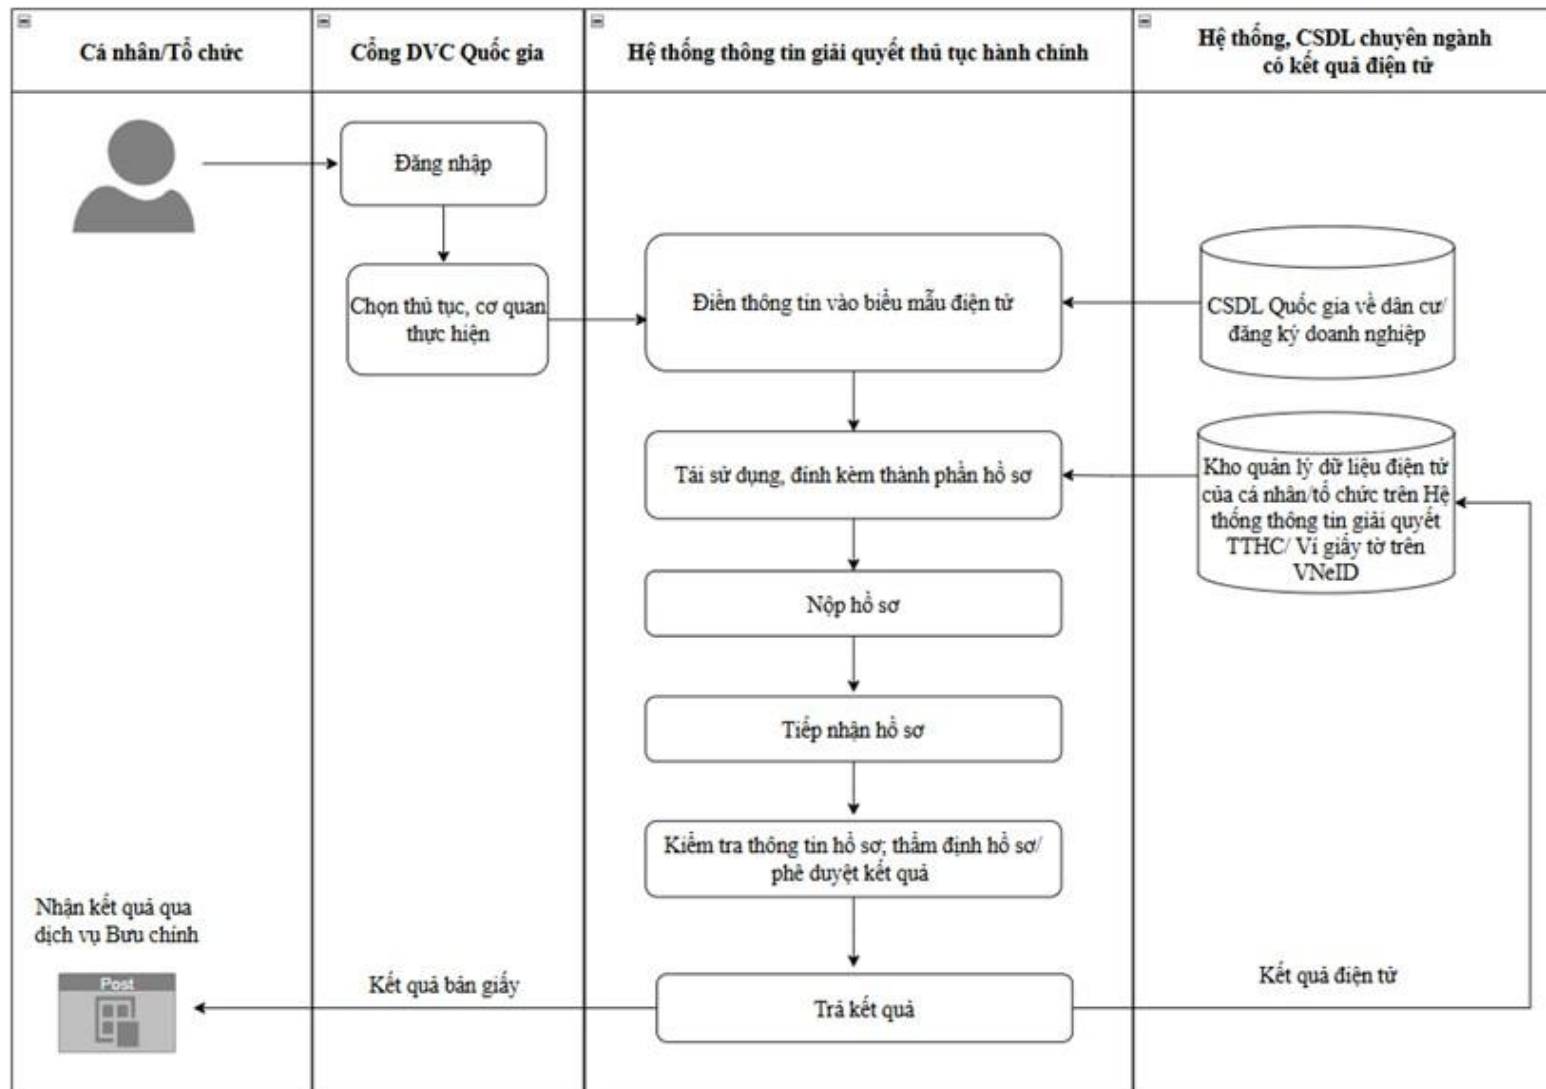 Cá nhân/Tổ chức
Cổng DVC Quốc gia
Hệ thống thông tin giải quyết thủ tục hành chính
Hệ thống, CSDL chuyên ngành
có kết quả điện tử
Đăng nhập
Chọn thủ tục, cơ quan
thực hiện
Điền thông tin vào biểu mẫu điện tử
CSDL Quốc gia về dân cư/
đăng ký doanh nghiệp
Tái sử dụng, đính kèm thành phần hồ sơ
Kho quản lý dữ liệu điện tử
của cá nhân/tổ chức trên Hệ
thống thông tin giải quyết
TTHC/ Ví giấy tờ trên
VNeID
Nộp hồ sơ
Tiếp nhận hồ sơ
Kiểm tra thông tin hồ sơ; thẩm định hồ sơ/
phê duyệt kết quả
Nhận kết quả qua
dịch vụ Bưu chính
Post
Kết quả bản giấy
Trả kết quả
Kết quả điện tử